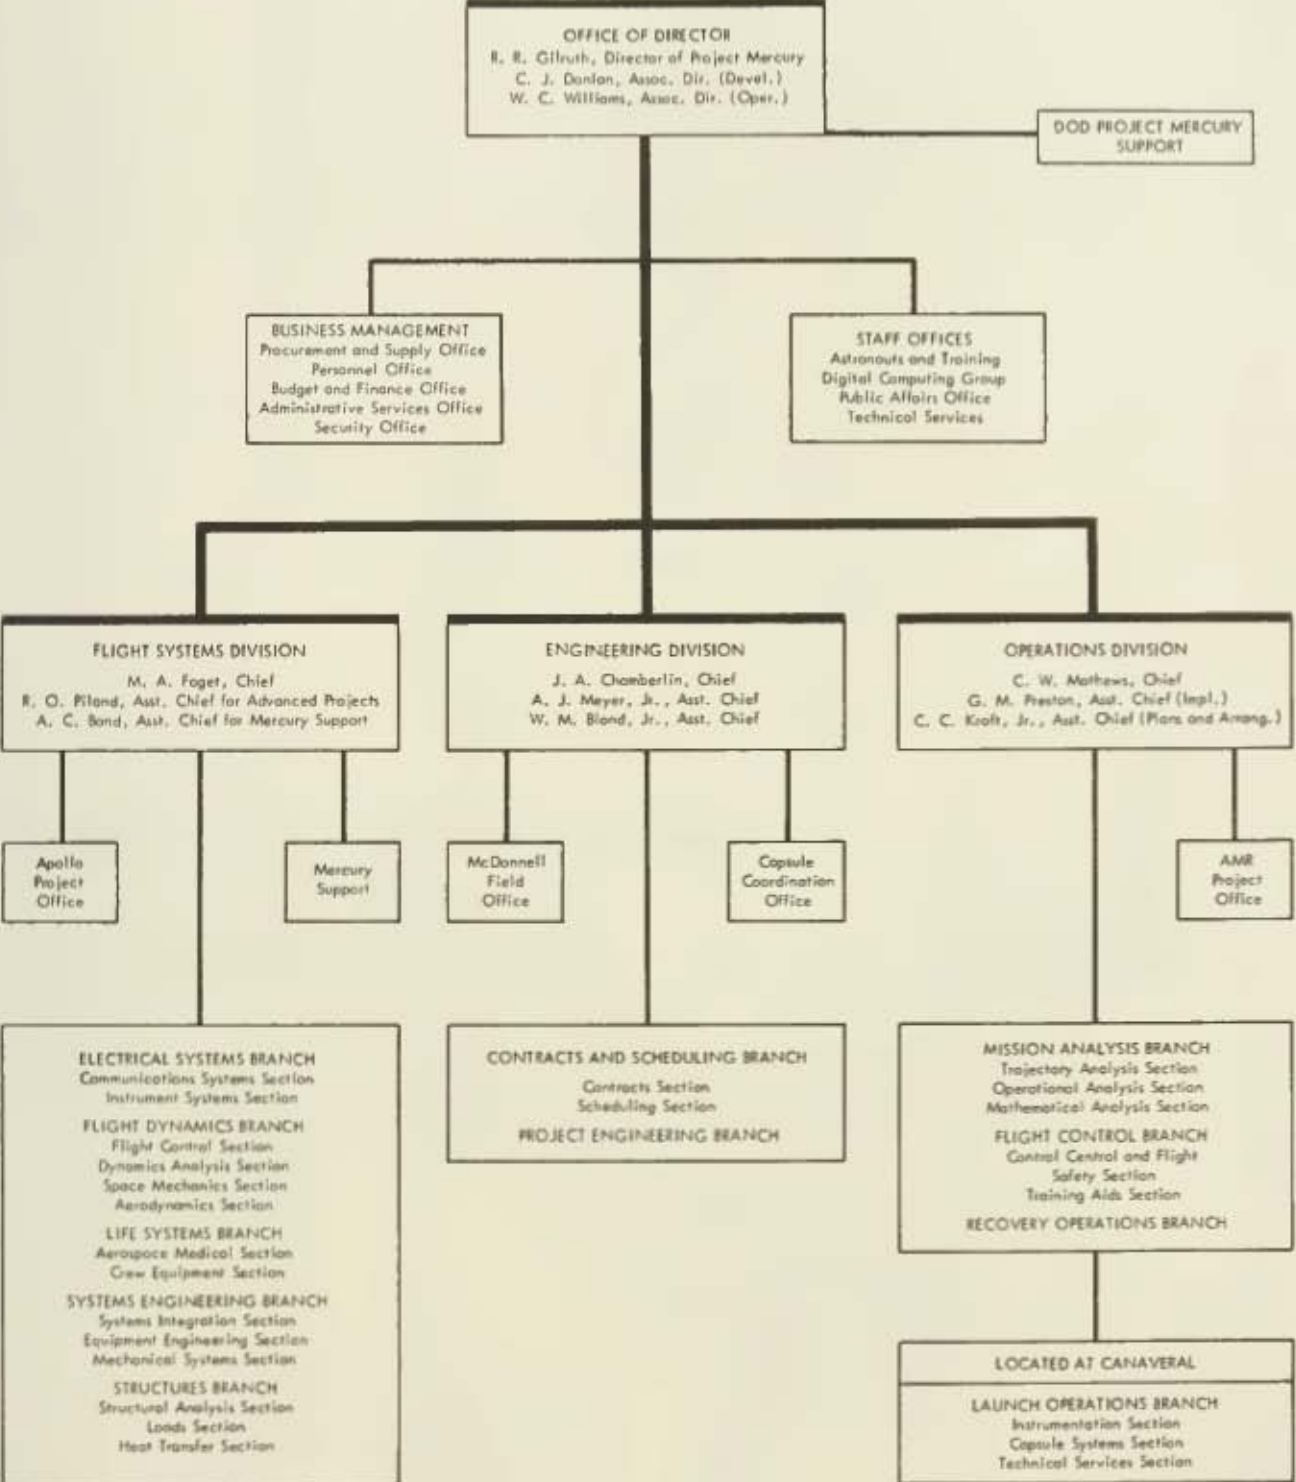 OFFICE OF DIRECTOR
R. R. Gilruth, Director of Project Mercury
C. J. Donlan, Assoc. Dir. (Devel.)
W. C. Williams, Assoc. Dir. (Oper.)
DOD PROJECT MERCURY
SUPPORT
BUSINESS MANAGEMENT
Procurement and Supply Office
Personnel Office
Budget and Finance Office
Administrative Services Office
Security Office
STAFF OFFICES
Astronauts and Training
Digital Computing Group
Public Affairs Office
Technical Services
FLIGHT SYSTEMS DIVISION
M. A. Faget, Chief
R. O. Piland, Asst. Chief for Advanced Projects
A. C. Bond, Asst. Chief for Mercury Support
ENGINEERING DIVISION
J. A. Chamberlin, Chief
A. J. Meyer, Jr., Asst. Chief
W. M. Bland, Jr., Asst. Chief
OPERATIONS DIVISION
C. W. Mathews, Chief
G. M. Preston, Asst. Chief (Impl.)
C. C. Kraft, Jr., Asst. Chief (Plans and Arrang.)
Apollo
Project
Office
Mercury
Support
McDonnell
Field
Office
Capsule
Coordination
Office
AMR
Project
Office
ELECTRICAL SYSTEMS BRANCH
Communications Systems Section
Instrument Systems Section
FLIGHT DYNAMICS BRANCH
Flight Control Section
Dynamics Analysis Section
Space Mechanics Section
Aerodynamics Section
LIFE SYSTEMS BRANCH
Aerospace Medical Section
Crew Equipment Section
SYSTEMS ENGINEERING BRANCH
Systems Integration Section
Equipment Engineering Section
Mechanical Systems Section
STRUCTURES BRANCH
Structural Analysis Section
Loads Section
Heat Transfer Section
CONTRACTS AND SCHEDULING BRANCH
Contracts Section
Scheduling Section
PROJECT ENGINEERING BRANCH
MISSION ANALYSIS BRANCH
Trajectory Analysis Section
Operational Analysis Section
Mathematical Analysis Section
FLIGHT CONTROL BRANCH
Control Central and Flight
Safety Section
Training Aids Section
RECOVERY OPERATIONS BRANCH
LOCATED AT CANAVERAL
LAUNCH OPERATIONS BRANCH
Instrumentation Section
Capsule Systems Section
Technical Services Section